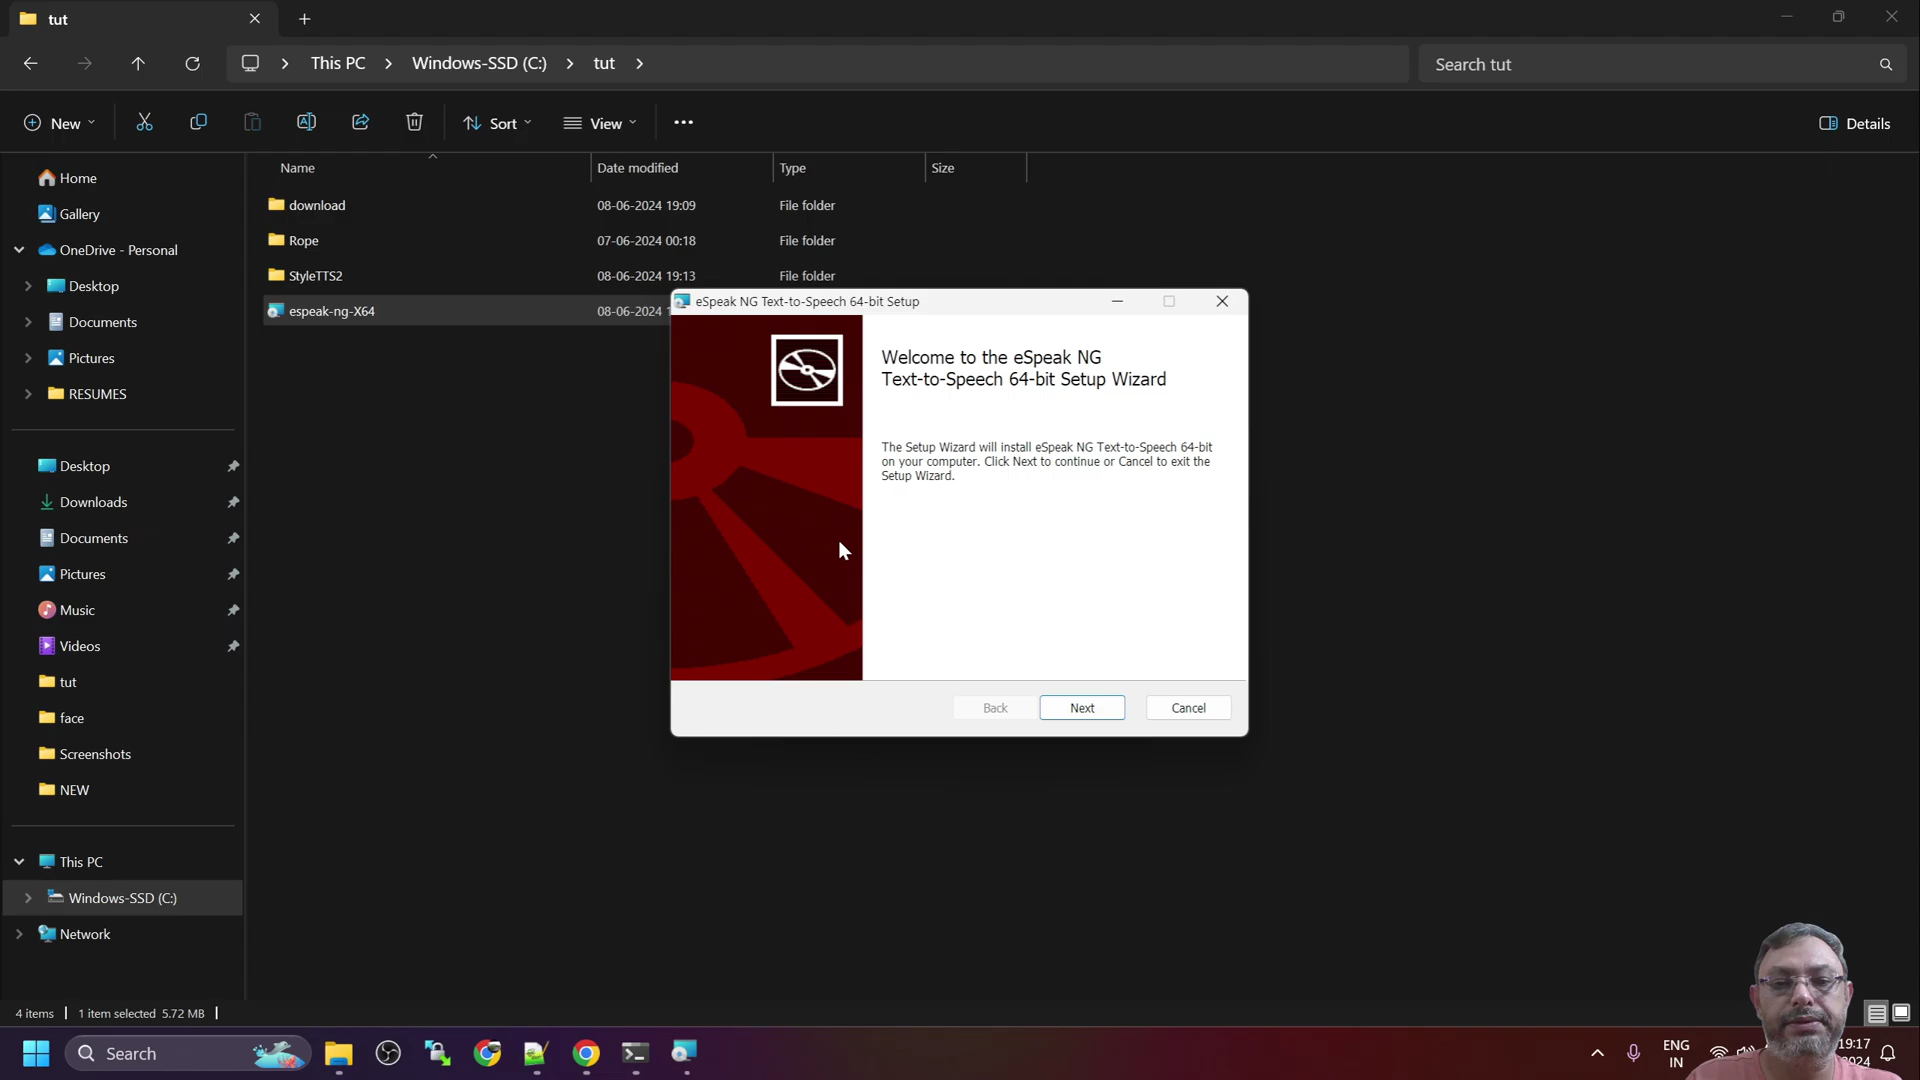 tut
This PC
Windows-SSD (C:)
tut
Search tut
New
Sort
View
Details
Name
Date modified
Type
Size
download
08-06-2024 19:09
File folder
Rope
07-06-2024 00:18
File folder
StyleTTS2
08-06-2024 19:13
File folder
espeak-ng-X64
08-06-2024
Home
Gallery
OneDrive - Personal
Desktop
Documents
Pictures
RESUMES
Desktop
Downloads
Documents
Pictures
Music
Videos
tut
face
Screenshots
NEW
This PC
Windows-SSD (C:)
Network
eSpeak NG Text-to-Speech 64-bit Setup
Welcome to the eSpeak NG
Text-to-Speech 64-bit Setup Wizard
The Setup Wizard will install eSpeak NG Text-to-Speech 64-bit
on your computer. Click Next to continue or Cancel to exit the
Setup Wizard.
Back
Next
Cancel
4 items
1 item selected 5.72 MB
Search
ENG
IN
19:17
2024